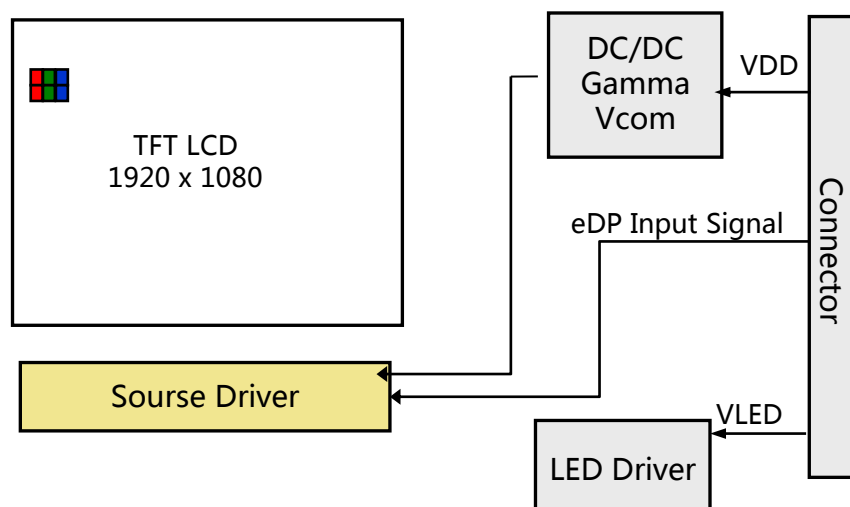 DC/DC
Gamma
Vcom
VDD
TFT LCD
1920 x 1080
Connector
eDP Input Signal
Sourse Driver
VLED
LED Driver